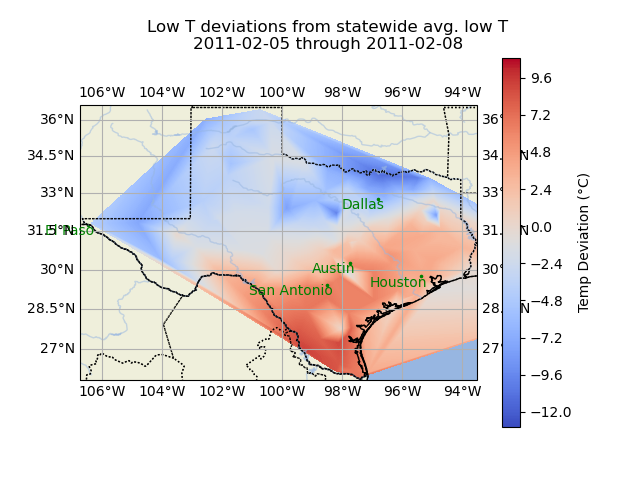 Low T deviations from statewide avg. low T
2011-02-05 through 2011-02-08
106°W 104°W 102°W 100°W 98°W 96°W 94°W
36°N 36°
34.5°N 34. N
33°N 33°
31.5°N 31. N
30°N 30°
28.5°N 28. N
27°N 27°
106°W 104°W 102°W 100°W 98°W 96°W 94°W
El Paso
Dallas
Austin
San Antonio
Houston
9.6
7.2
4.8
2.4
0.0
−2.4
−4.8
−7.2
−9.6
−12.0
Temp Deviation (°C)